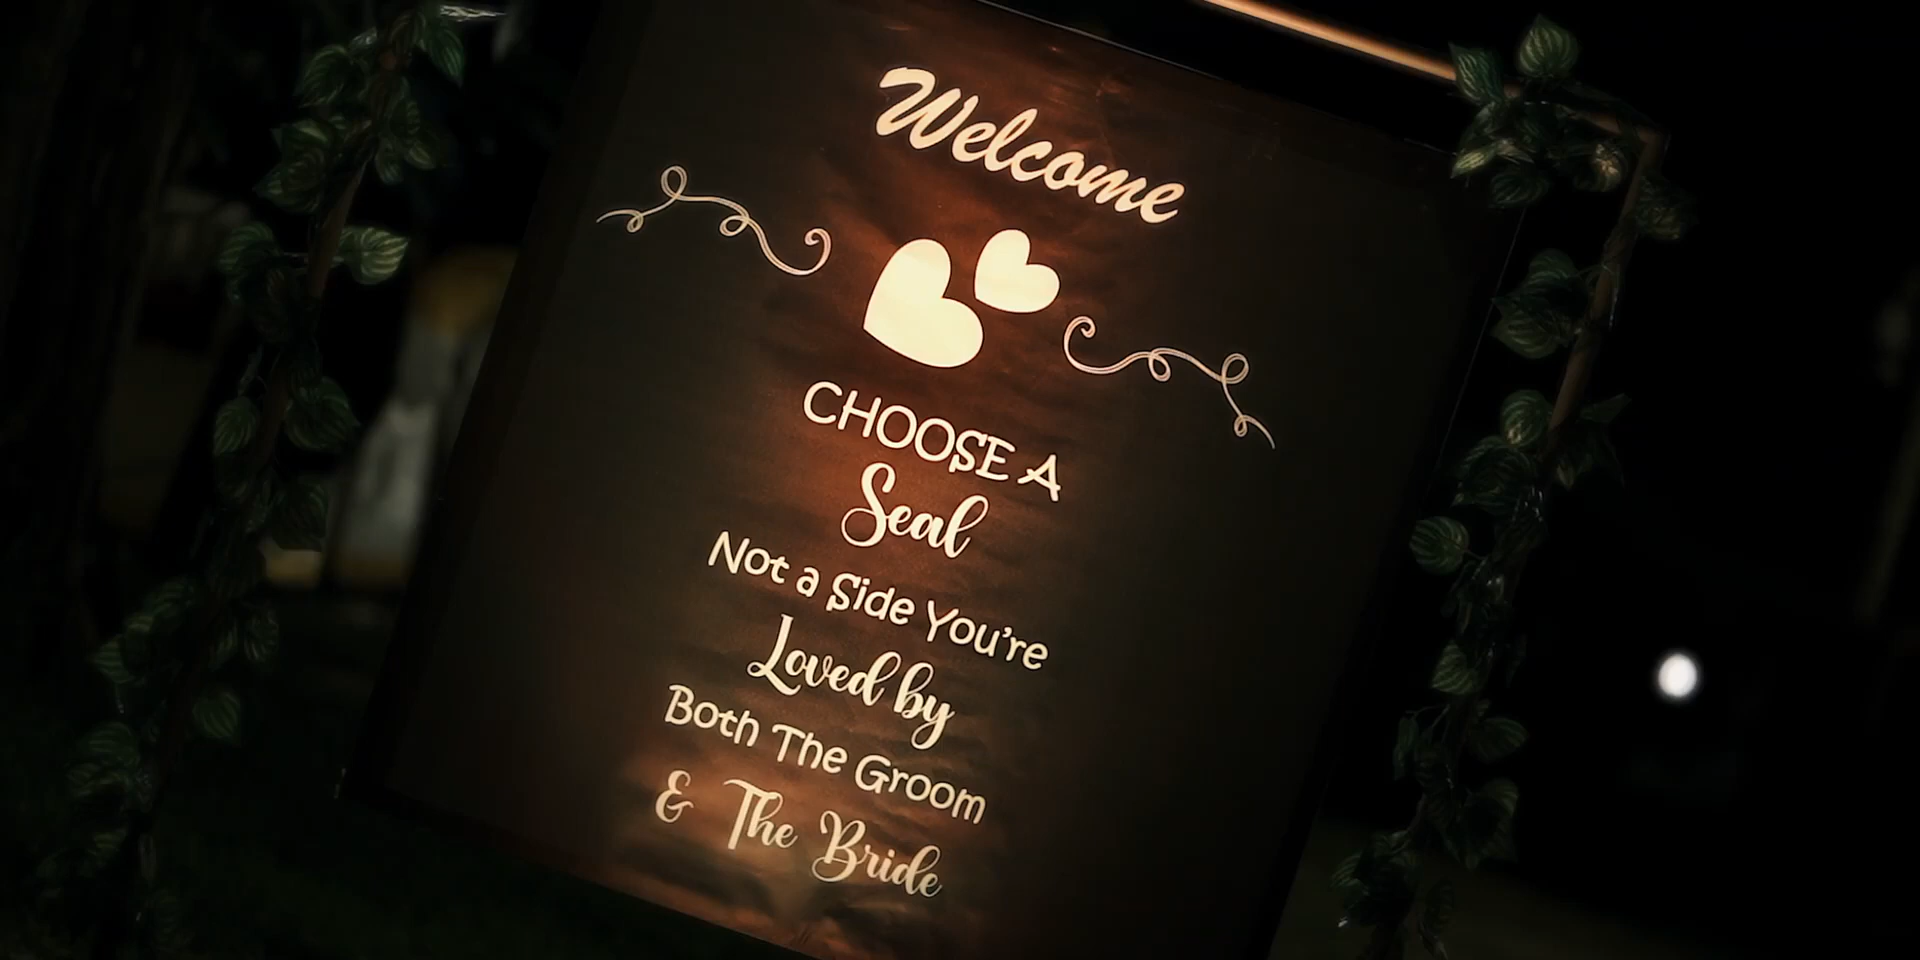 Welcome
CHOOSE A
Seal
Not a Side You're
Loved by
Both The Groom
& The Bride